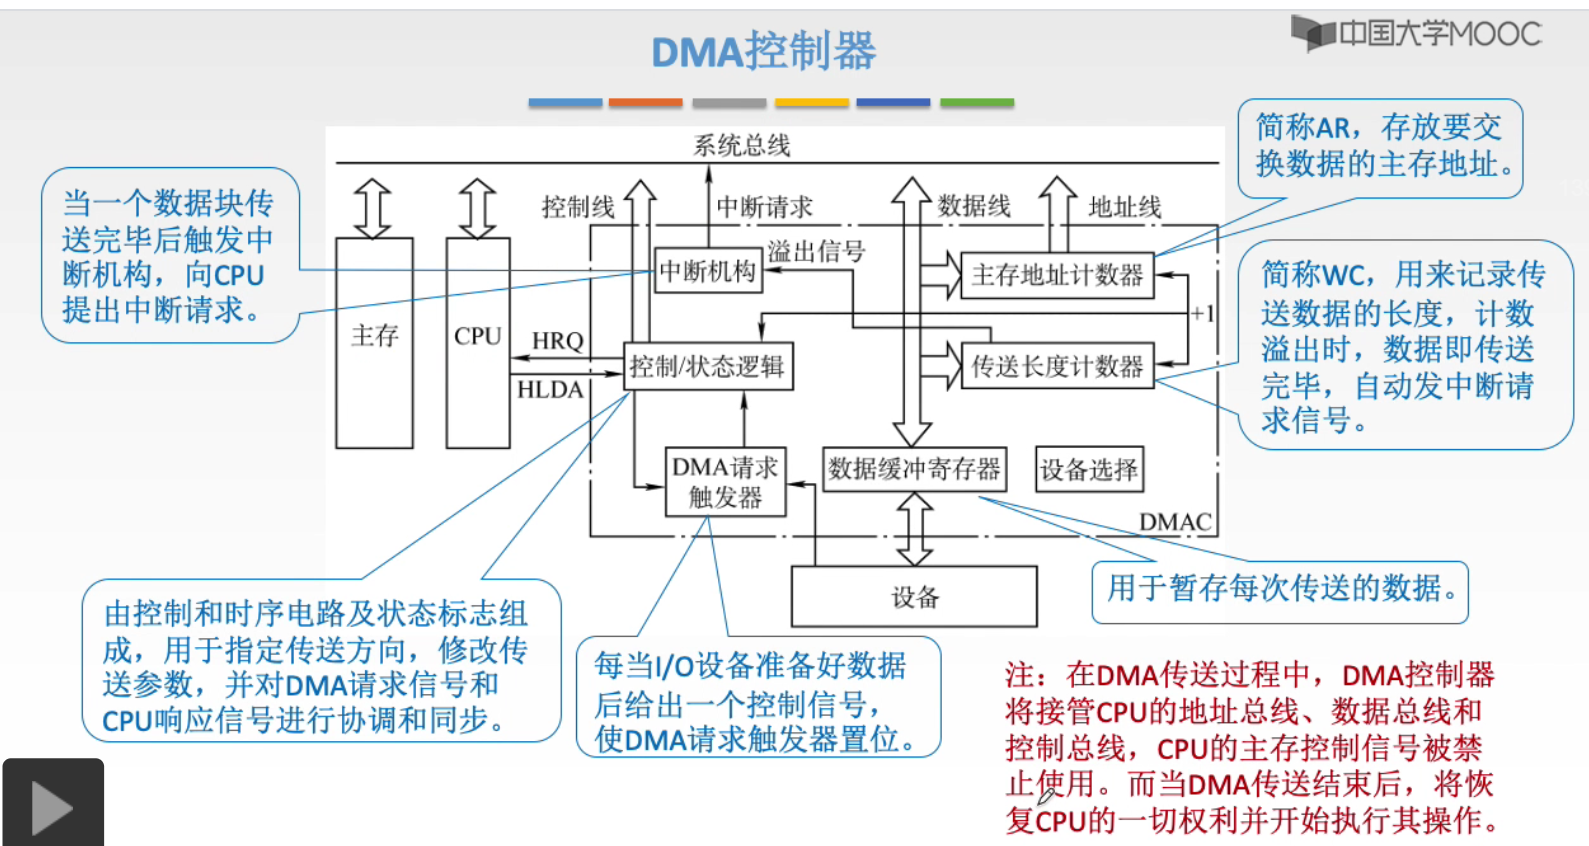 中国大学MOOC
DMA控制器
简称AR，存放要交
换数据的主存地址。
系统总线
当一个数据块传
送完毕后触发中
断机构，向CPU
提出中断请求。
控制线
中断请求
数据线
地址线
溢出信号
中断机构
主存地址计数器
简称WC，用来记录传
送数据的长度，计数
溢出时，数据即传送
完毕，自动发中断请
求信号。
+1
主存
CPU
HRQ
HLDA
控制/状态逻辑
传送长度计数器
DMA请求
触发器
数据缓冲寄存器
设备选择
DMAC
设备
用于暂存每次传送的数据。
由控制和时序电路及状态标志组
成，用于指定传送方向，修改传
送参数，并对DMA请求信号和
CPU响应信号进行协调和同步。
每当I/O设备准备好数据
后给出一个控制信号，
使DMA请求触发器置位。
注：在DMA传送过程中，DMA控制器
将接管CPU的地址总线、数据总线和
控制总线，CPU的主存控制信号被禁
止使用。而当DMA传送结束后，将恢
复CPU的一切权利并开始执行其操作。